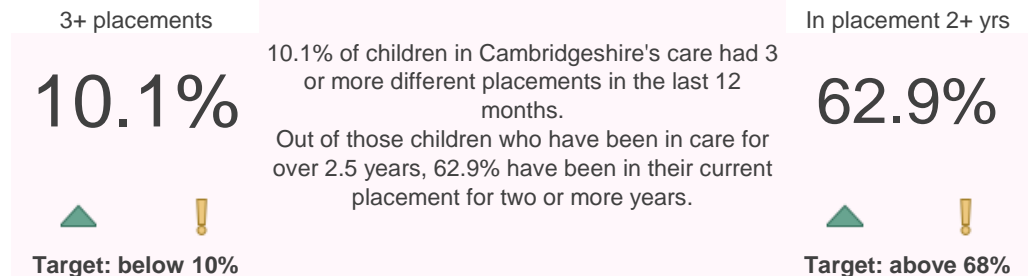 3+ placements
10.1%
Target: below 10%
10.1% of children in Cambridgeshire's care had 3
or more different placements in the last 12
months.
Out of those children who have been in care for
over 2.5 years, 62.9% have been in their current
placement for two or more years.
In placement 2+ yrs
62.9%
Target: above 68%